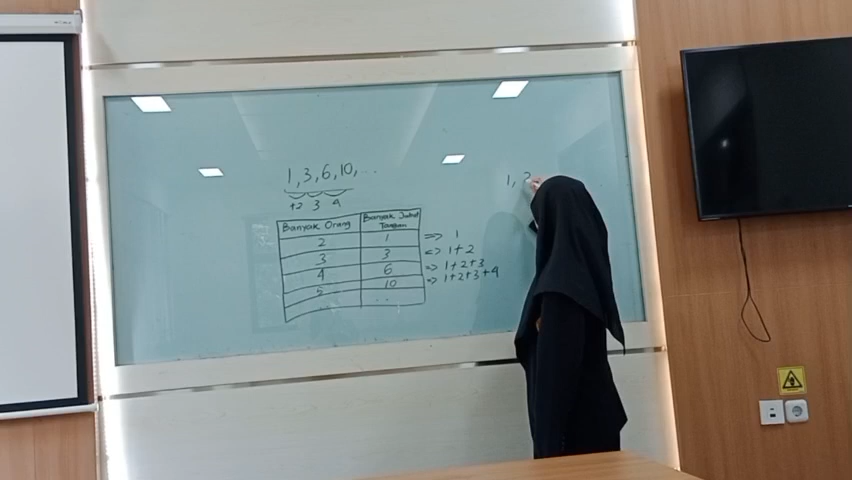 1, 3, 6, 10, ...
+2 3 4
Banyak Orang Banyak Jabat Tangan
2 1 => 1
3 3 => 1+2
4 6 => 1+2+3
5 10 => 1+2+3+4
. . . .
1,